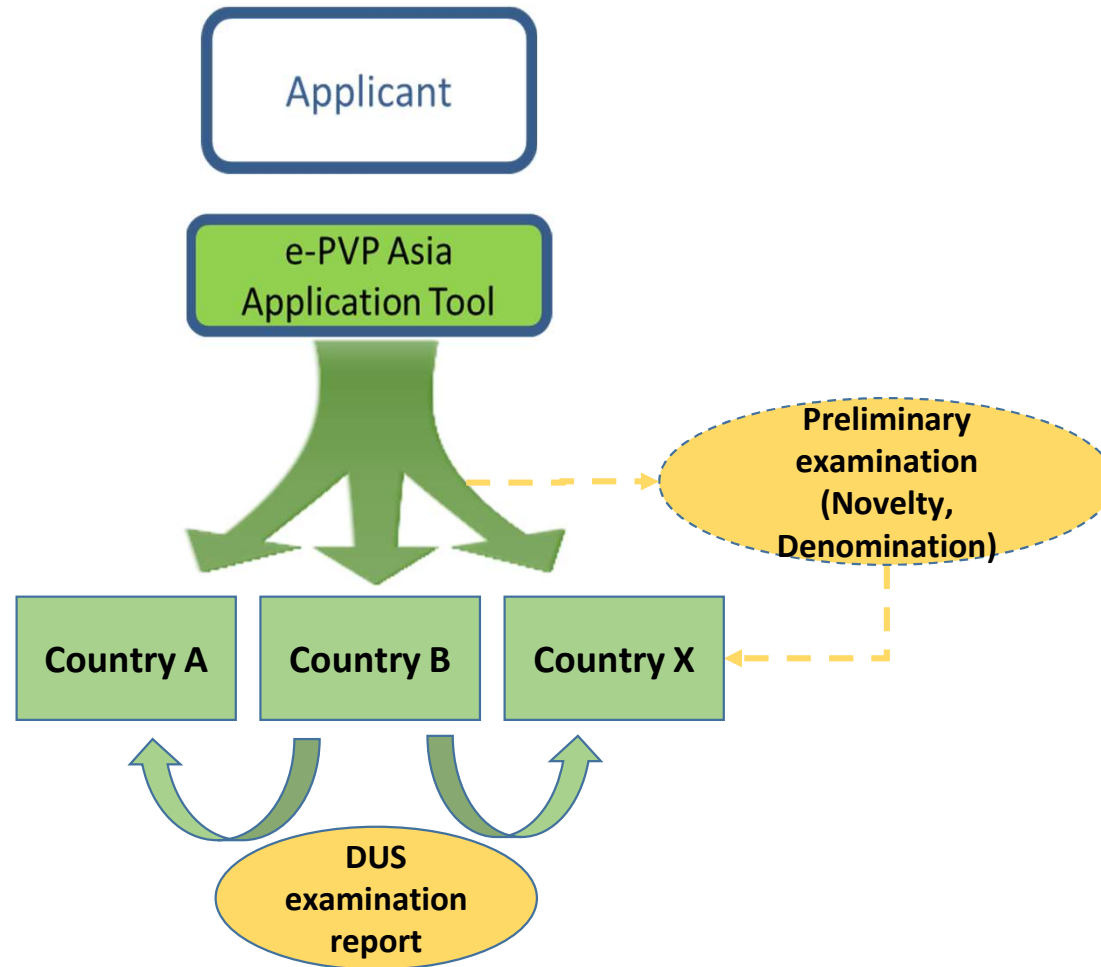 Applicant
e-PVP Asia
Application Tool
Preliminary
examination
(Novelty,
Denomination)
Country A
Country B
Country X
DUS
examination
report